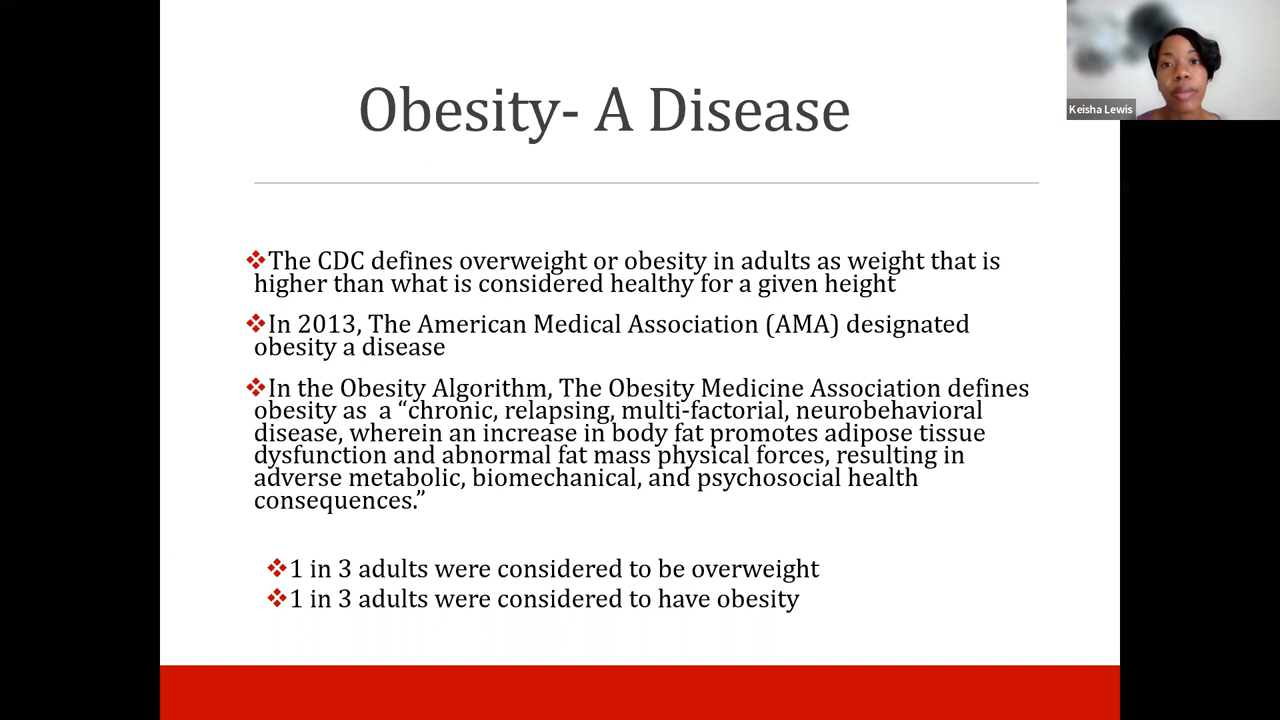 Obesity- A Disease
Keisha Lewis
❖The CDC defines overweight or obesity in adults as weight that is
higher than what is considered healthy for a given height
❖In 2013, The American Medical Association (AMA) designated
obesity a disease
❖In the Obesity Algorithm, The Obesity Medicine Association defines
obesity as  a “chronic, relapsing, multi-factorial, neurobehavioral
disease, wherein an increase in body fat promotes adipose tissue
dysfunction and abnormal fat mass physical forces, resulting in
adverse metabolic, biomechanical, and psychosocial health
consequences.”
❖1 in 3 adults were considered to be overweight
❖1 in 3 adults were considered to have obesity